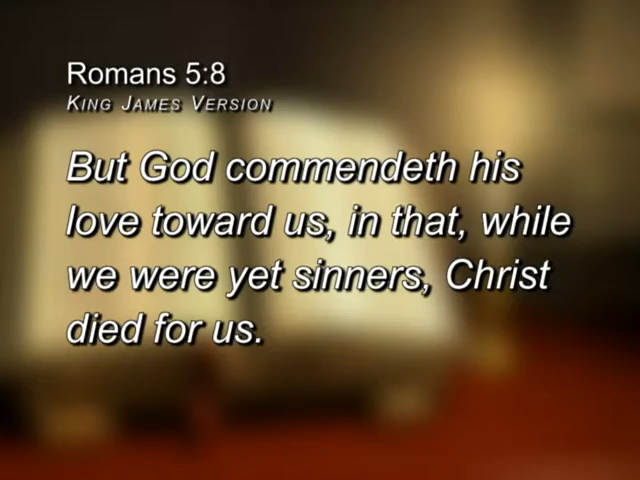 Romans 5:8
KING JAMES VERSION
But God commendeth his
love toward us, in that, while
we were yet sinners, Christ
died for us.